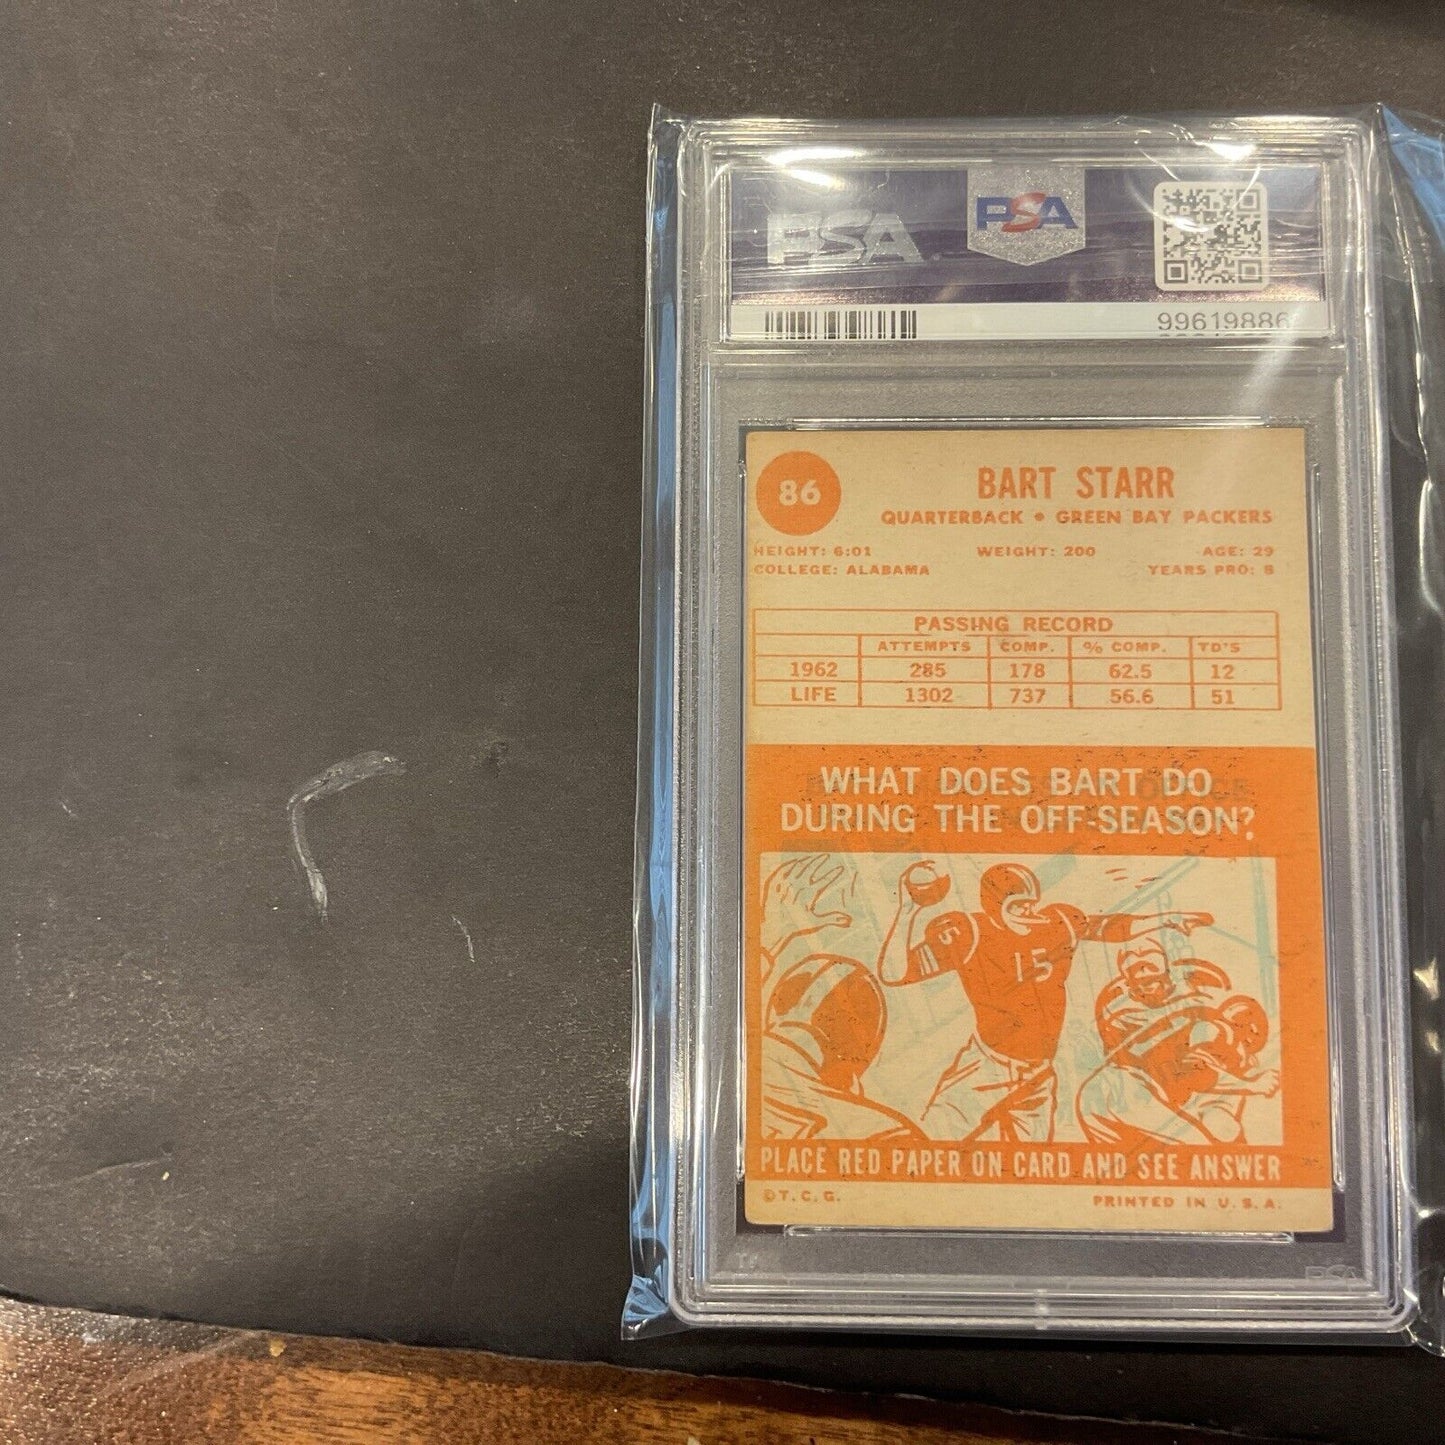 PSA
PSA
99619886
86
BART STARR
QUARTERBACK • GREEN BAY PACKERS
HEIGHT: 6:01 WEIGHT: 200 AGE: 29
COLLEGE: ALABAMA YEARS PRO: 8
PASSING RECORD
ATTEMPTS COMP. % COMP. TD'S
1962 285 178 62.5 12
LIFE 1302 737 56.6 51
WHAT DOES BART DO
DURING THE OFF-SEASON?
15
15
PLACE RED PAPER ON CARD AND SEE ANSWER
©T.C.G. PRINTED IN U.S.A.
PSA